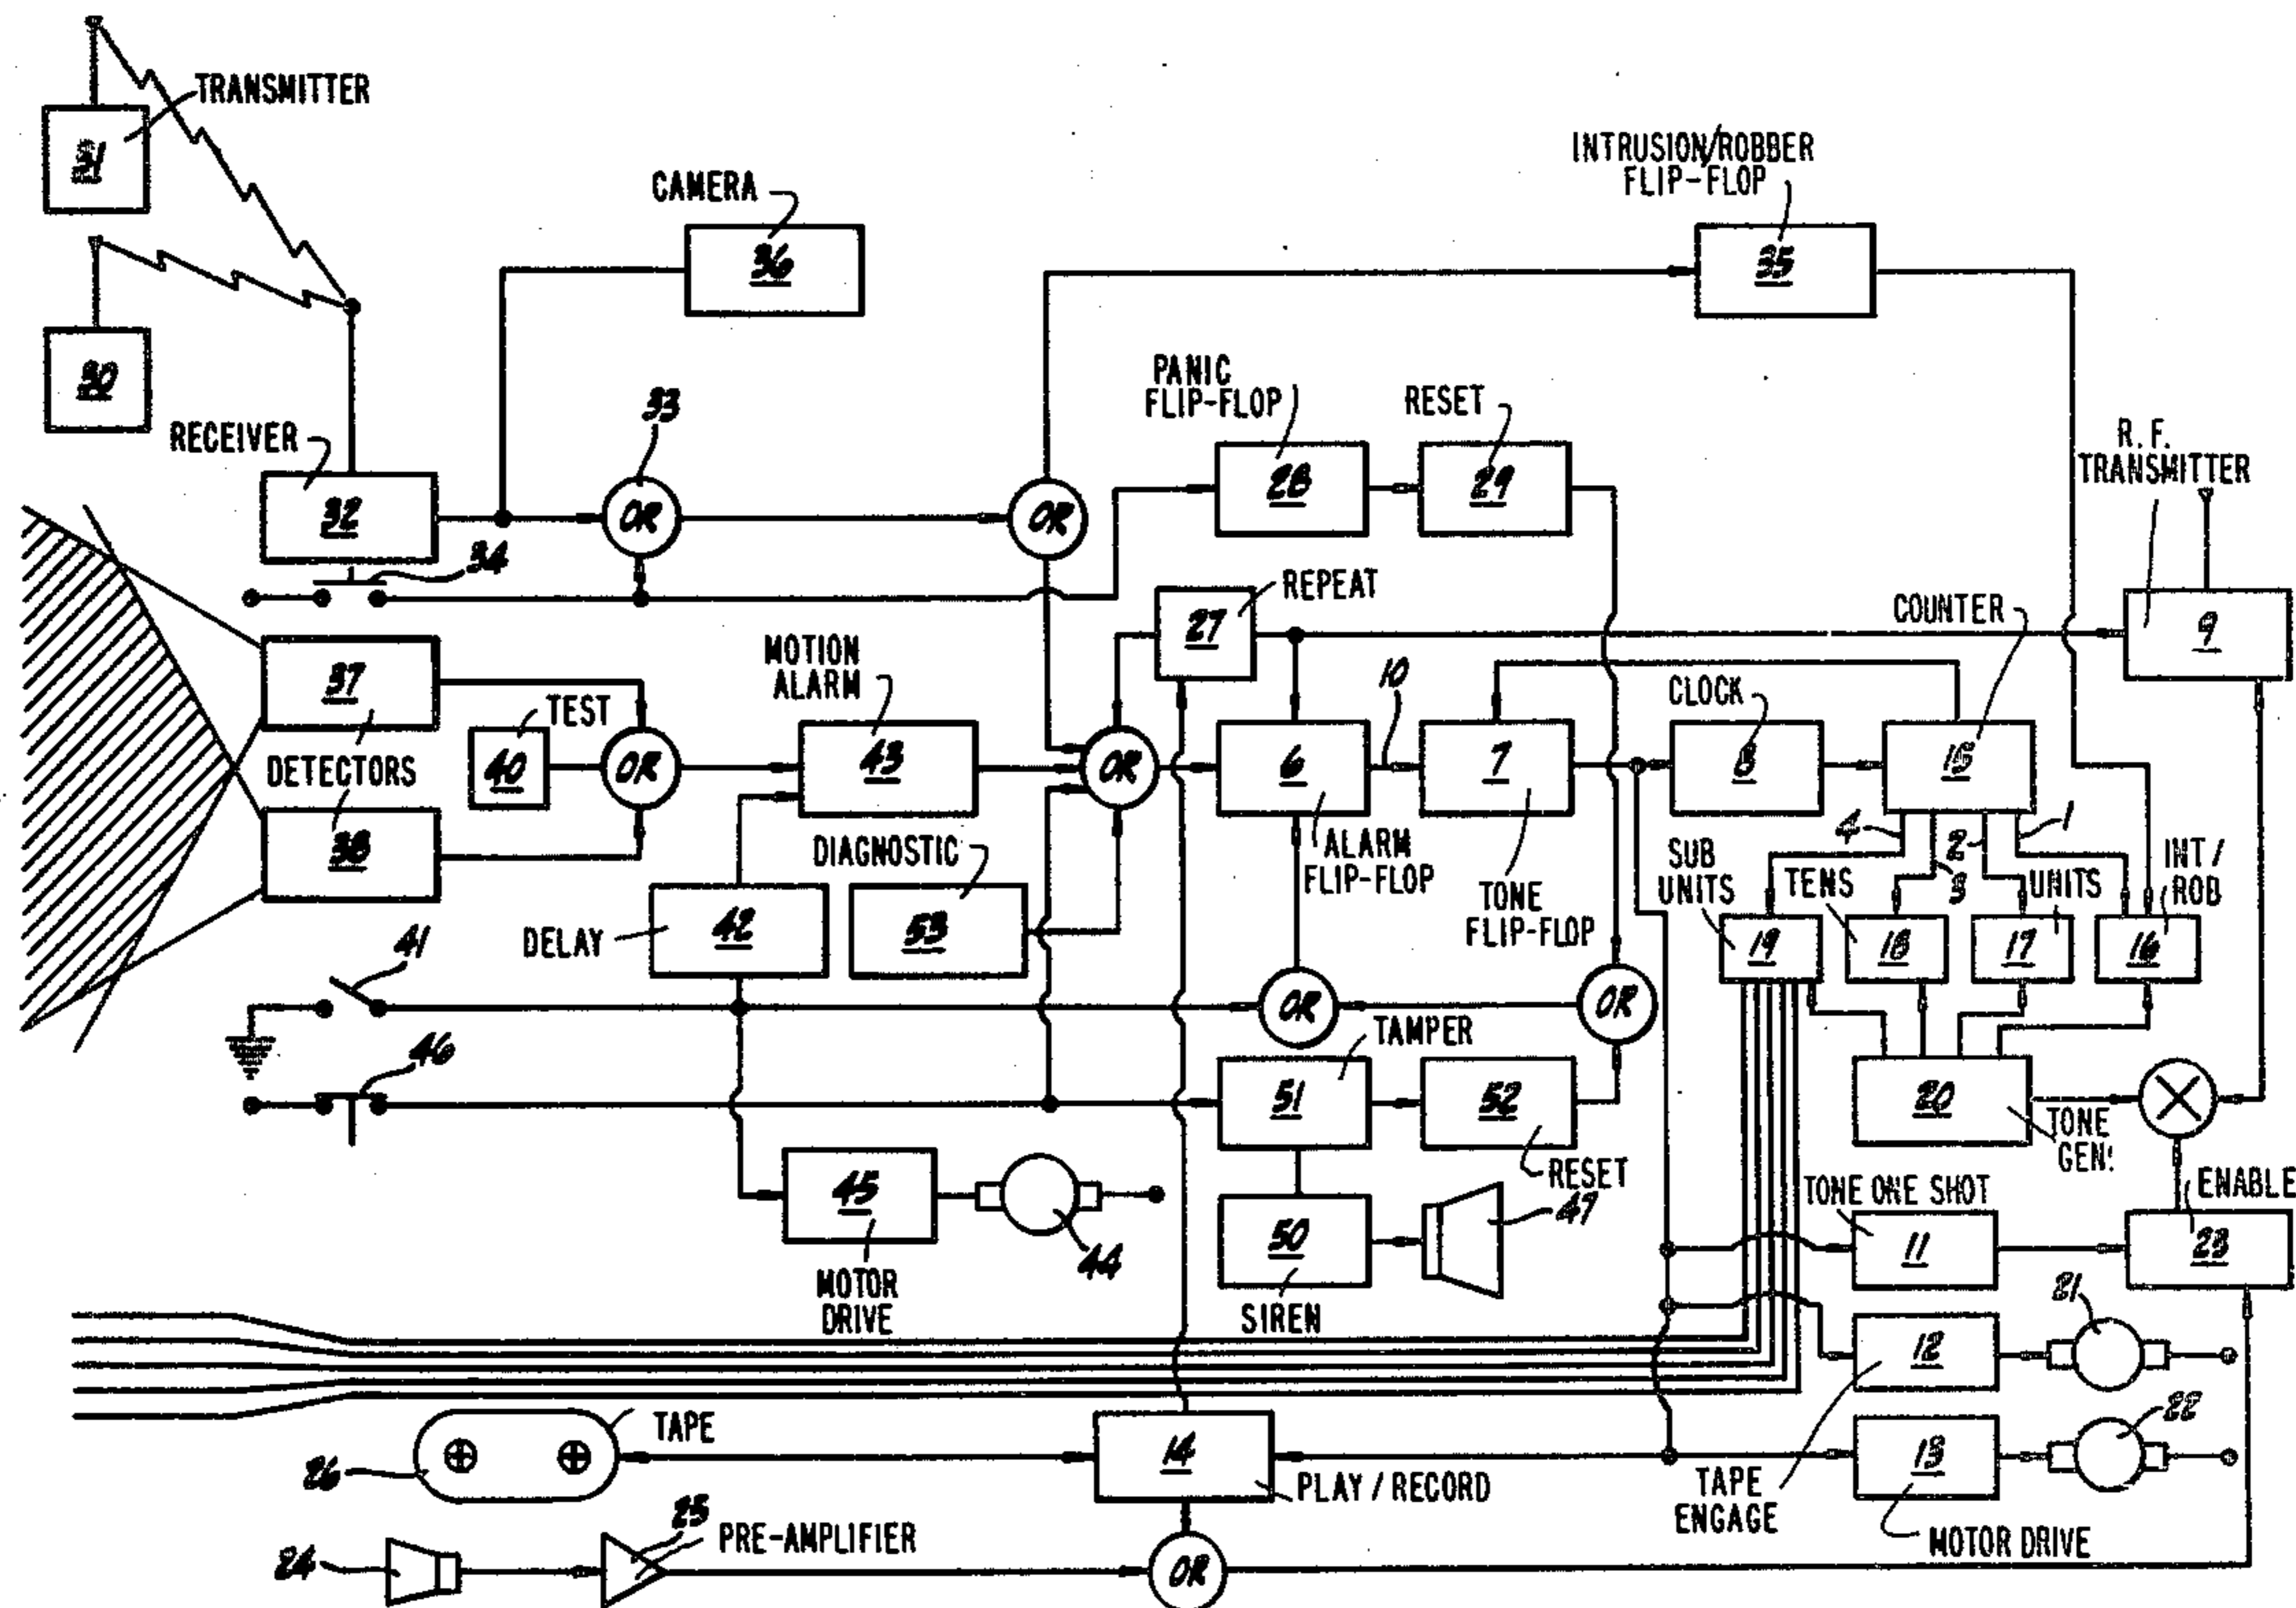 TRANSMITTER
31
30
CAMERA
36
INTRUSION/ROBBER
FLIP-FLOP
35
RECEIVER
32
33
OR
OR
34
PANIC
FLIP-FLOP
28
RESET
29
R. F.
TRANSMITTER
9
REPEAT
27
COUNTER
37
DETECTORS
38
TEST
40
OR
MOTION
ALARM
43
OR
6
10
7
CLOCK
8
15
ALARM
FLIP-FLOP
TONE
FLIP-FLOP
4
3
2
1
SUB
UNITS
TENS
UNITS
INT /
ROB
19
18
17
16
DELAY
42
DIAGNOSTIC
53
41
OR
OR
46
TAMPER
51
52
RESET
20
TONE
GEN.
45
MOTOR
DRIVE
44
50
SIREN
47
TONE ONE SHOT
11
ENABLE
23
12
21
TAPE
ENGAGE
13
22
MOTOR DRIVE
TAPE
26
14
PLAY / RECORD
24
25
PRE-AMPLIFIER
OR